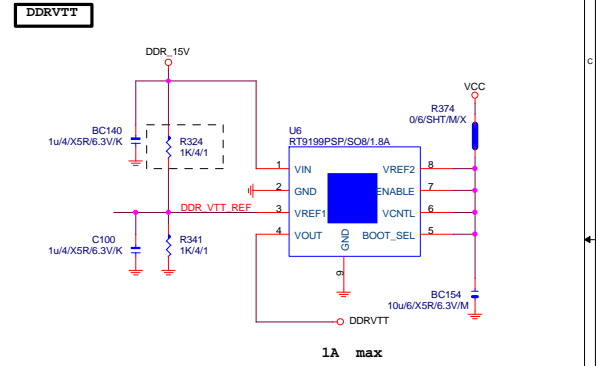 DDRVTT
DDR_15V
VCC
C
R374
0/6/SHT/M/X
BC140
1u/4/X5R/6.3V/K
R324
1K/4/1
U6
RT9199PSP/SO8/1.8A
1 VIN VREF2 8
2 GND ENABLE 7
DDR_VTT_REF 3 VREF1 VCNTL 6
4 VOUT BOOT_SEL 5
GND
9
C100
1u/4/X5R/6.3V/K
R341
1K/4/1
BC154
10u/6/X5R/6.3V/M
DDRVTT
1A max